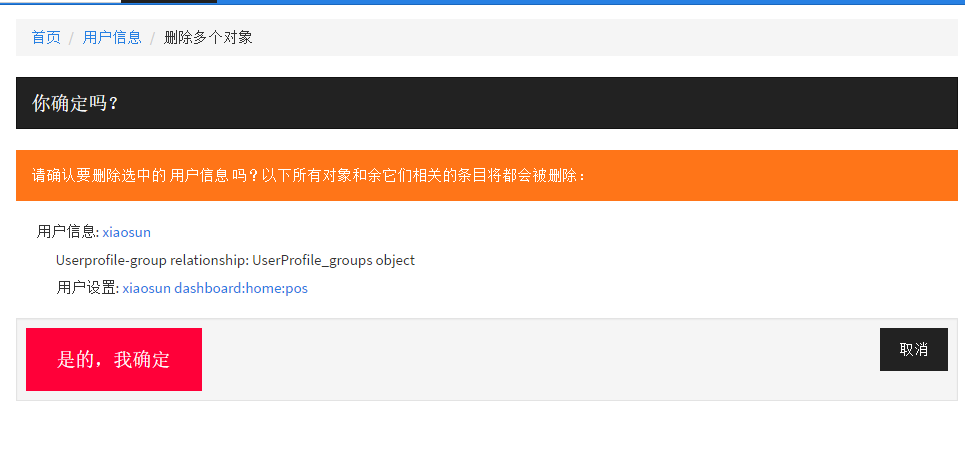 首页 / 用户信息 / 删除多个对象
你确定吗？
请确认要删除选中的 用户信息 吗？以下所有对象和余它们相关的条目将都会被删除：
用户信息: xiaosun
Userprofile-group relationship: UserProfile_groups object
用户设置: xiaosun dashboard:home:pos
是的，我确定
取消